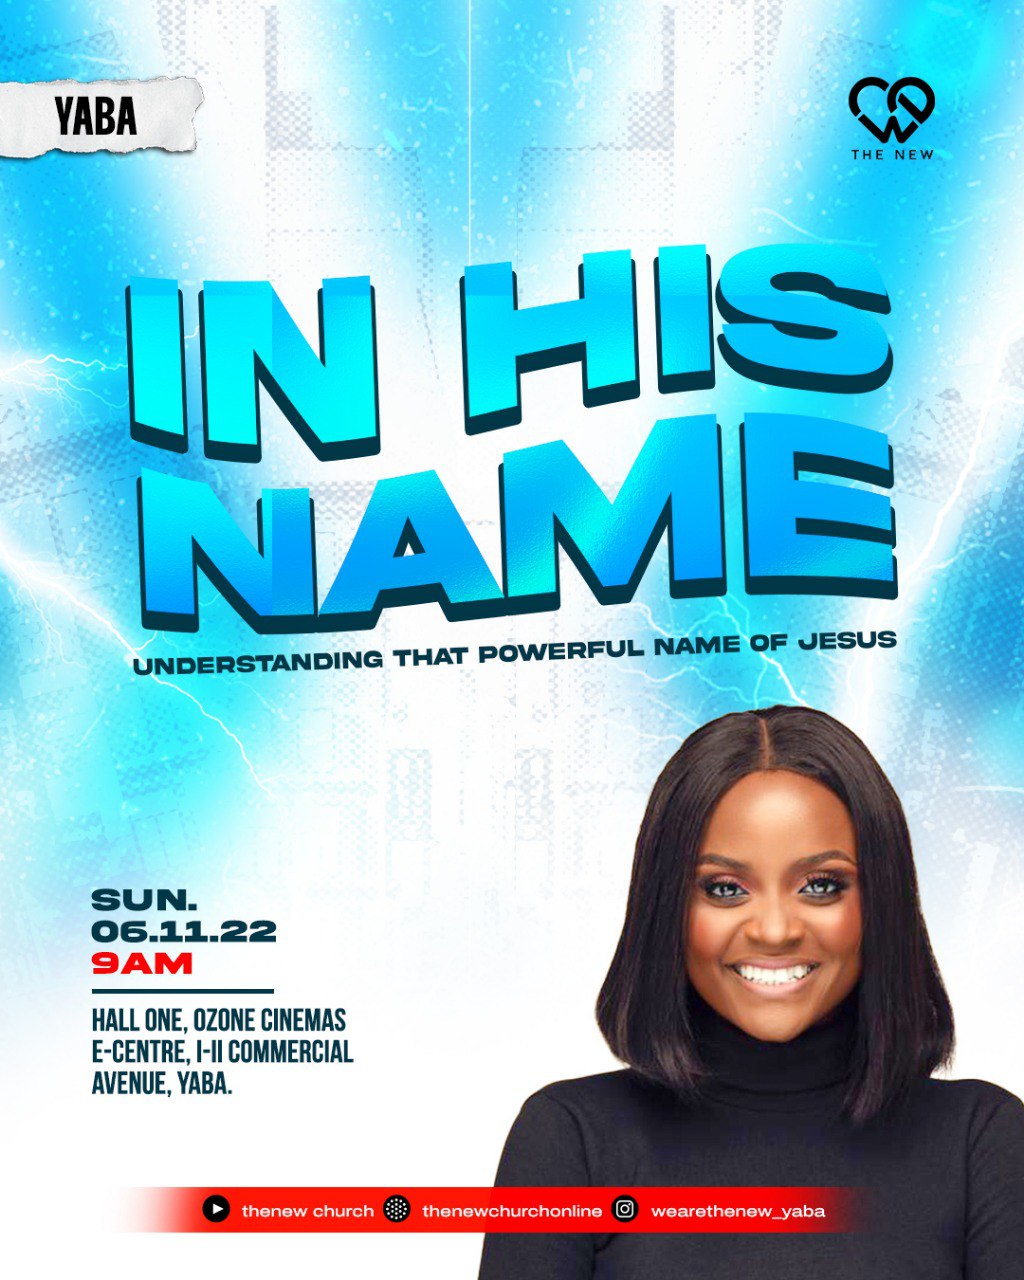 YABA
THE NEW
IN HIS
NAME
UNDERSTANDING THAT POWERFUL NAME OF JESUS
SUN.
06.11.22
9AM
HALL ONE, OZONE CINEMAS
E-CENTRE, I-II COMMERCIAL
AVENUE, YABA.
thenew church thenewchurchonline wearethenew_yaba